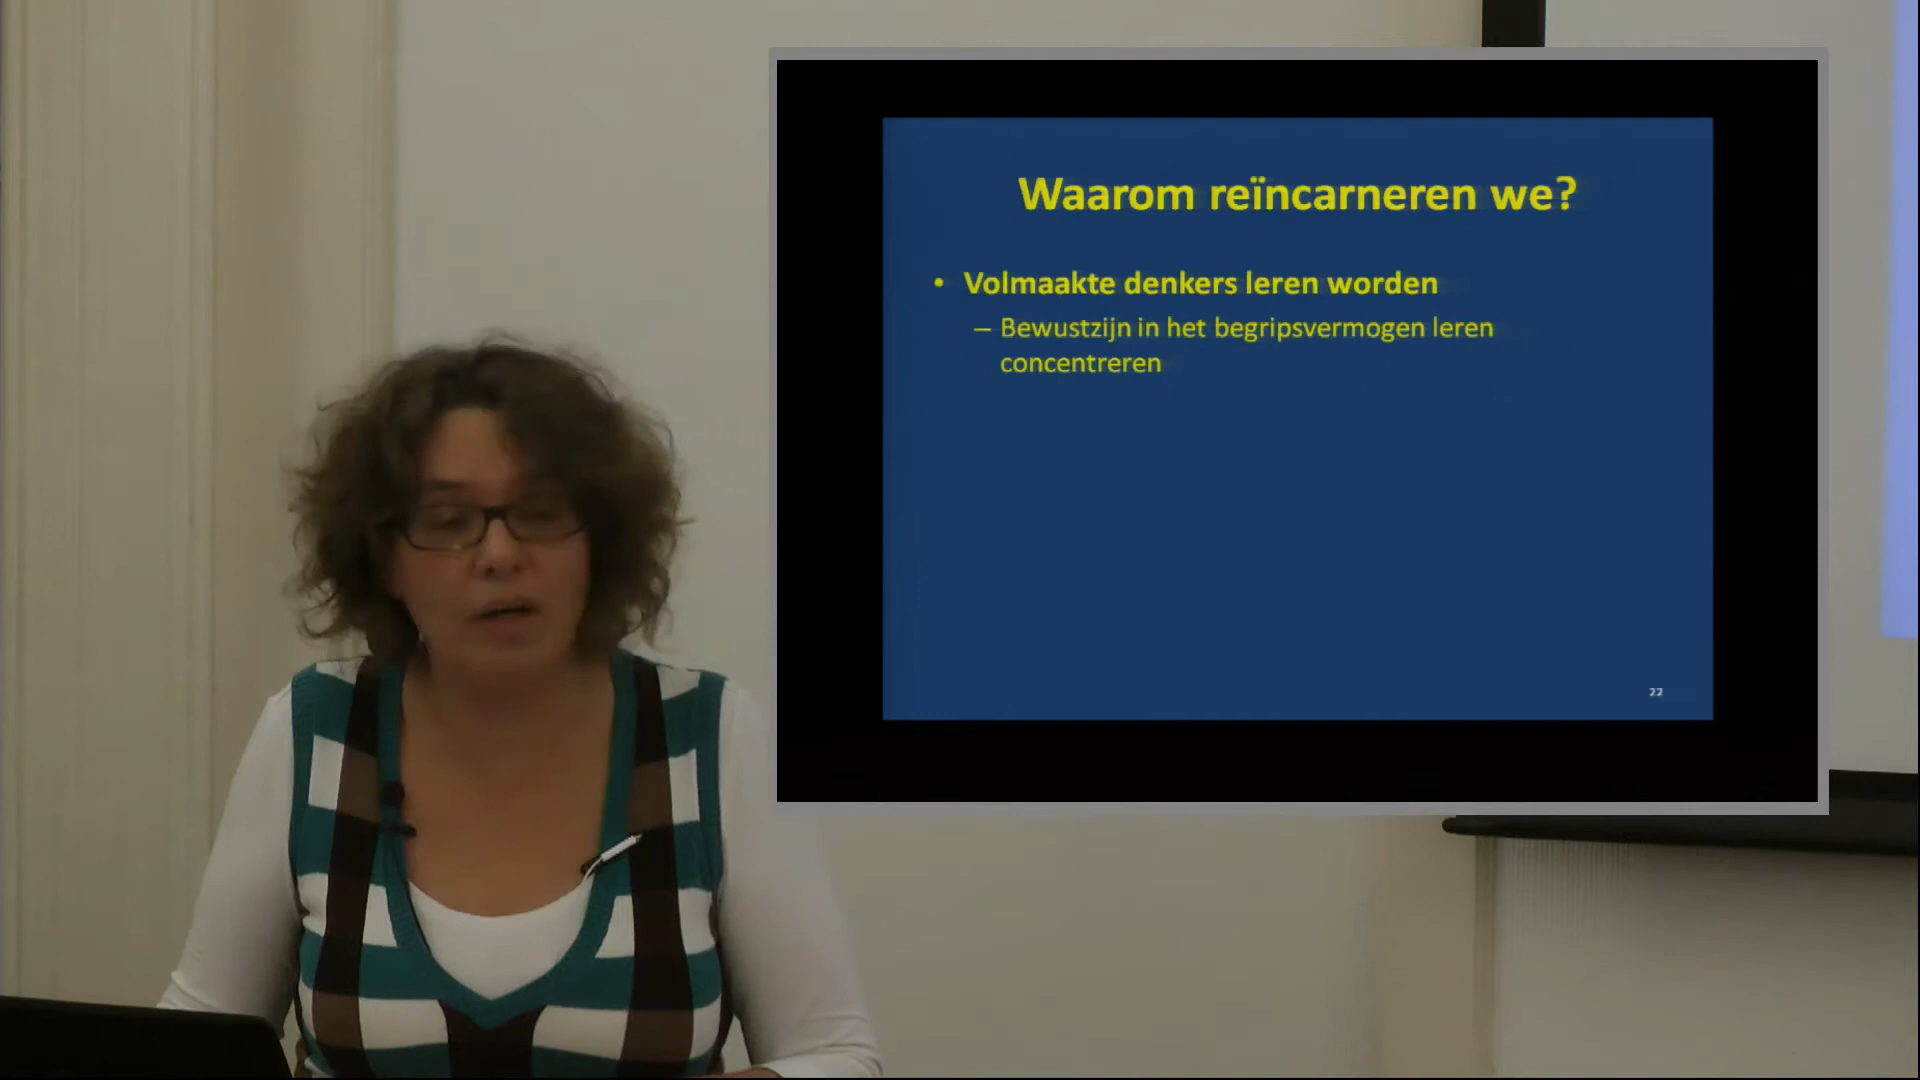 Waarom reïncarneren we?
• Volmaakte denkers leren worden
– Bewustzijn in het begripsvermogen leren
concentreren
22